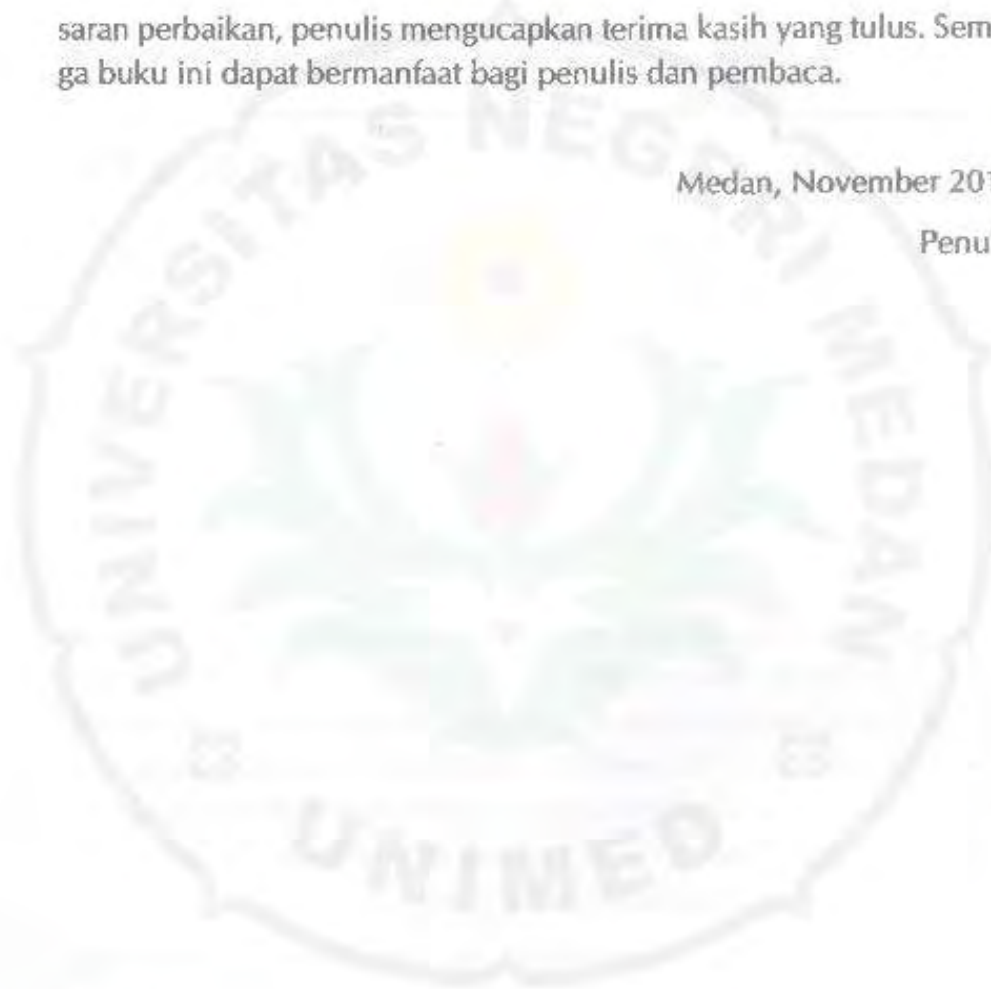 saran perbaikan, penulis mengucapkan terima kasih yang tulus. Sem
ga buku ini dapat bermanfaat bagi penulis dan pembaca.
Medan, November 201
Penu
UNIVERSITAS NEGERI MEDAN
UNIMED